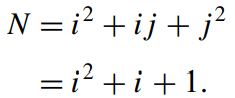 N = i² + ij + j²
= i² + i + 1.